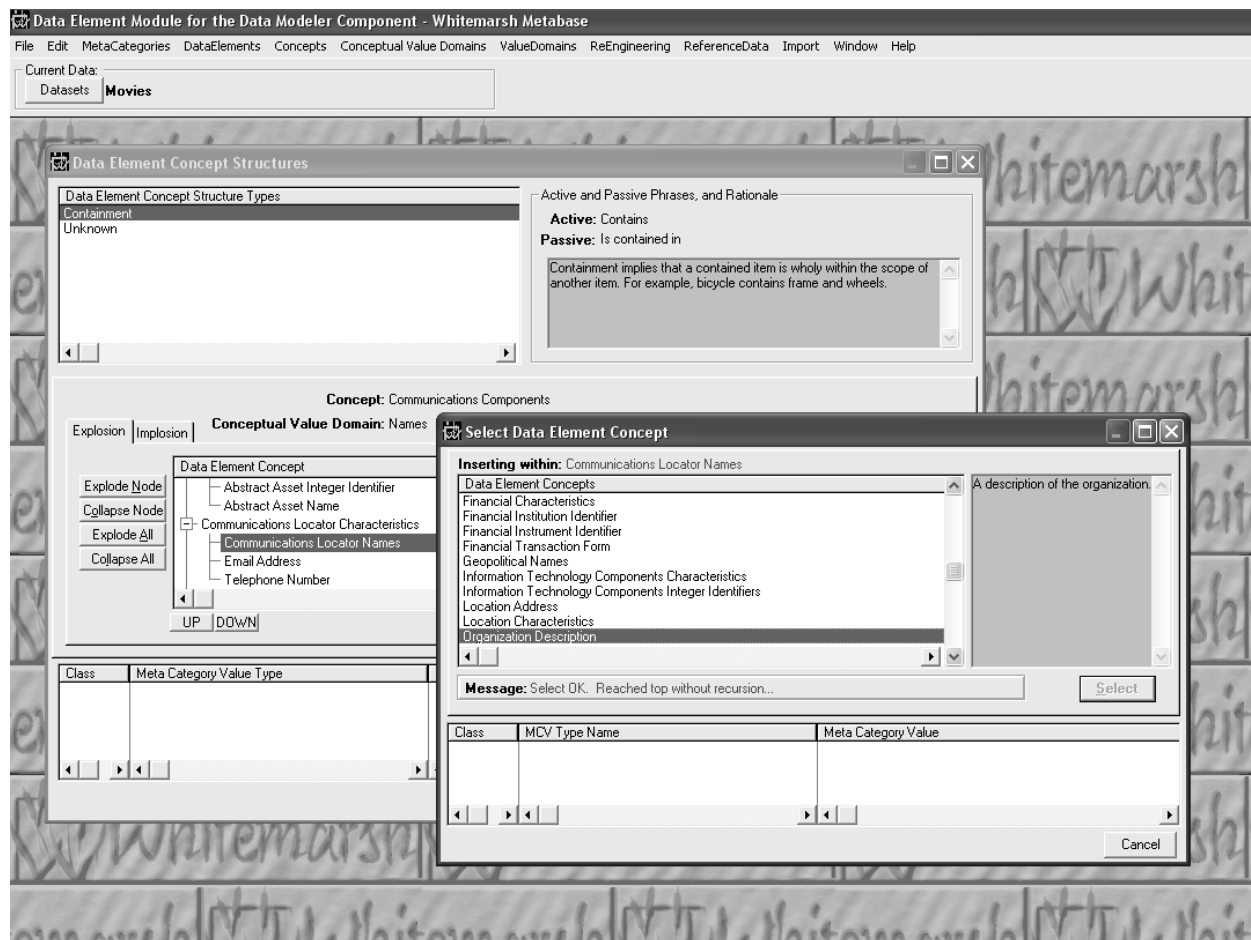 Data Element Module for the Data Modeler Component - Whitemarsh Metabase
File Edit MetaCategories DataElements Concepts Conceptual Value Domains ValueDomains ReEngineering ReferenceData Import Window Help
Current Data:
Datasets Movies
Data Element Concept Structures
Data Element Concept Structure Types
Containment
Unknown
Active and Passive Phrases, and Rationale
Active: Contains
Passive: Is contained in
Containment implies that a contained item is wholy within the scope of
another item. For example, bicycle contains frame and wheels.
Concept: Communications Components
Conceptual Value Domain: Names
Explosion Implosion
Explode Node
Collapse Node
Explode All
Collapse All
Data Element Concept
Abstract Asset Integer Identifier
Abstract Asset Name
Communications Locator Characteristics
Communications Locator Names
Email Address
Telephone Number
UP DOWN
Class Meta Category Value Type
Select Data Element Concept
Inserting within: Communications Locator Names
Data Element Concepts
Financial Characteristics
Financial Institution Identifier
Financial Instrument Identifier
Financial Transaction Form
Geopolitical Names
Information Technology Components Characteristics
Information Technology Components Integer Identifiers
Location Address
Location Characteristics
Organization Description
A description of the organization.
Message: Select OK. Reached top without recursion...
Select
Class MCV Type Name Meta Category Value
Cancel
Whitemarsh